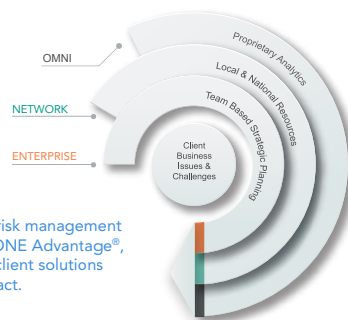 OMNI
NETWORK
ENTERPRISE
Proprietary Analytics
Local & National Resources
Team Based Strategic Planning
Client
Business
Issues &
Challenges
risk management
ONE Advantage®,
client solutions
act.